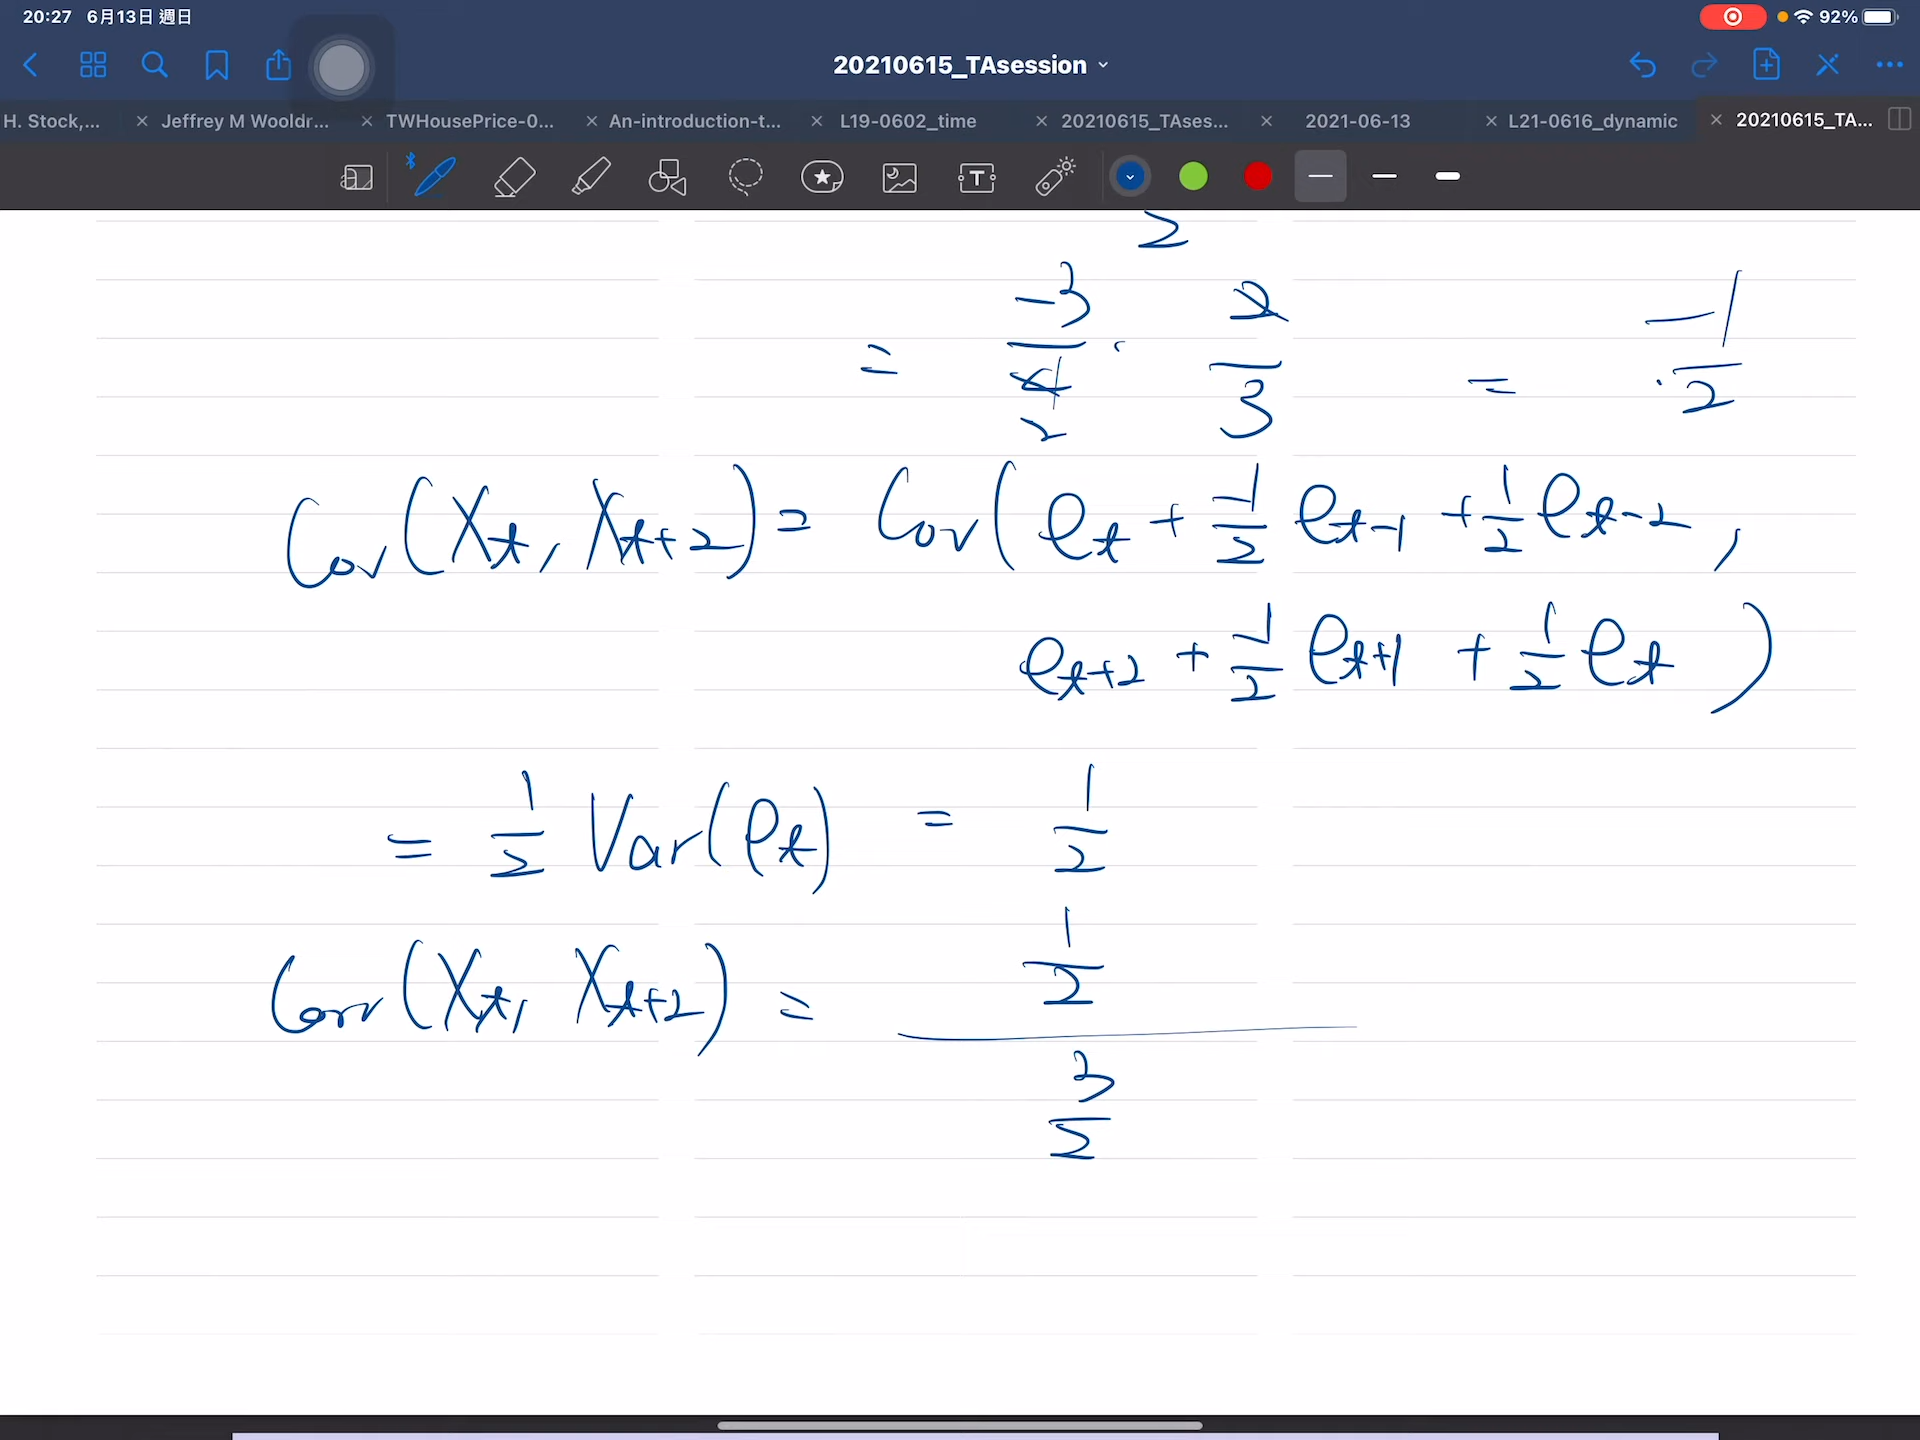 20:27 6月13日 週日
92%
20210615_TAsession
H. Stock,... Jeffrey M Wooldr... TWHousePrice-0... An-introduction-t... L19-0602_time 20210615_TAses... 2021-06-13 L21-0616_dynamic 20210615_TA...
2
= -3/4 2 · 2/3 = -1/2
Cov(Xt, Xt+2) = Cov(et + -1/2 et-1 + 1/2 et-2,
et+2 + -1/2 et+1 + 1/2 et)
= 1/2 Var(et) = 1/2
Corr(Xt, Xt+2) = 1/2 / 3/2